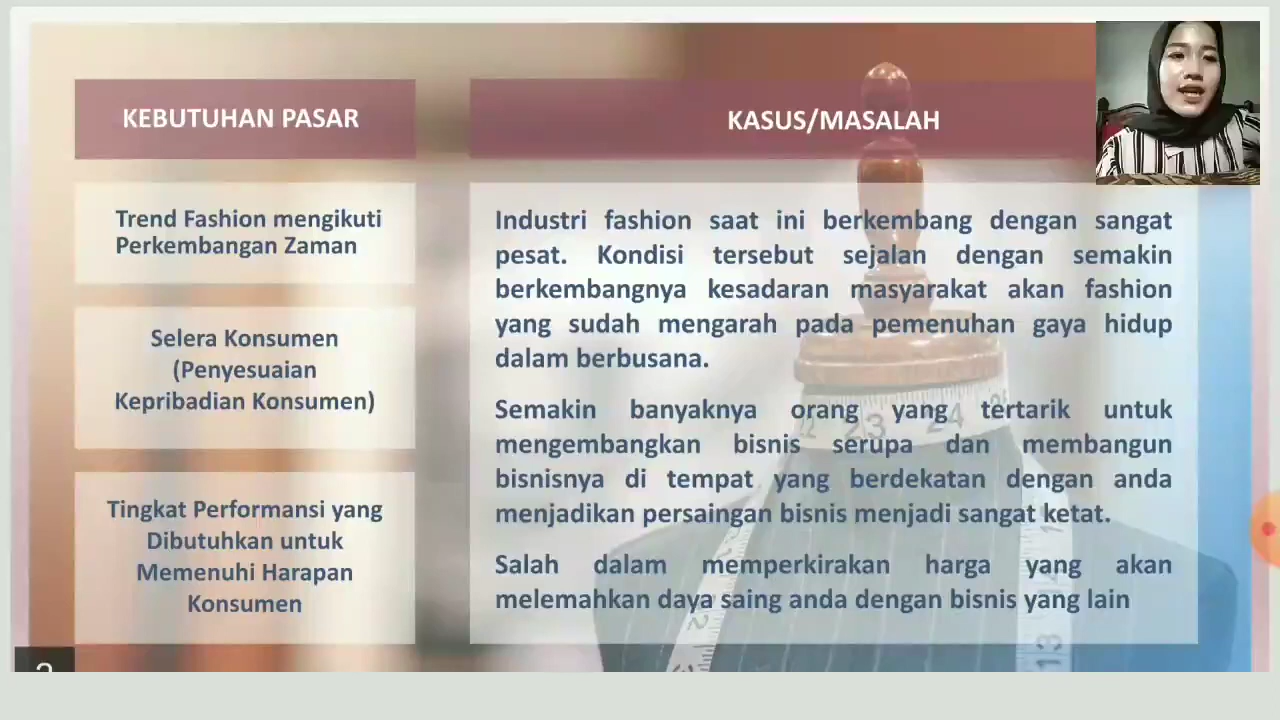 KEBUTUHAN PASAR
Trend Fashion mengikuti
Perkembangan Zaman
Selera Konsumen
(Penyesuaian
Kepribadian Konsumen)
Tingkat Performansi yang
Dibutuhkan untuk
Memenuhi Harapan
Konsumen
KASUS/MASALAH
Industri fashion saat ini berkembang dengan sangat
pesat. Kondisi tersebut sejalan dengan semakin
berkembangnya kesadaran masyarakat akan fashion
yang sudah mengarah pada pemenuhan gaya hidup
dalam berbusana.
Semakin banyaknya orang yang tertarik untuk
mengembangkan bisnis serupa dan membangun
bisnisnya di tempat yang berdekatan dengan anda
menjadikan persaingan bisnis menjadi sangat ketat.
Salah dalam memperkirakan harga yang akan
melemahkan daya saing anda dengan bisnis yang lain
23
24
13